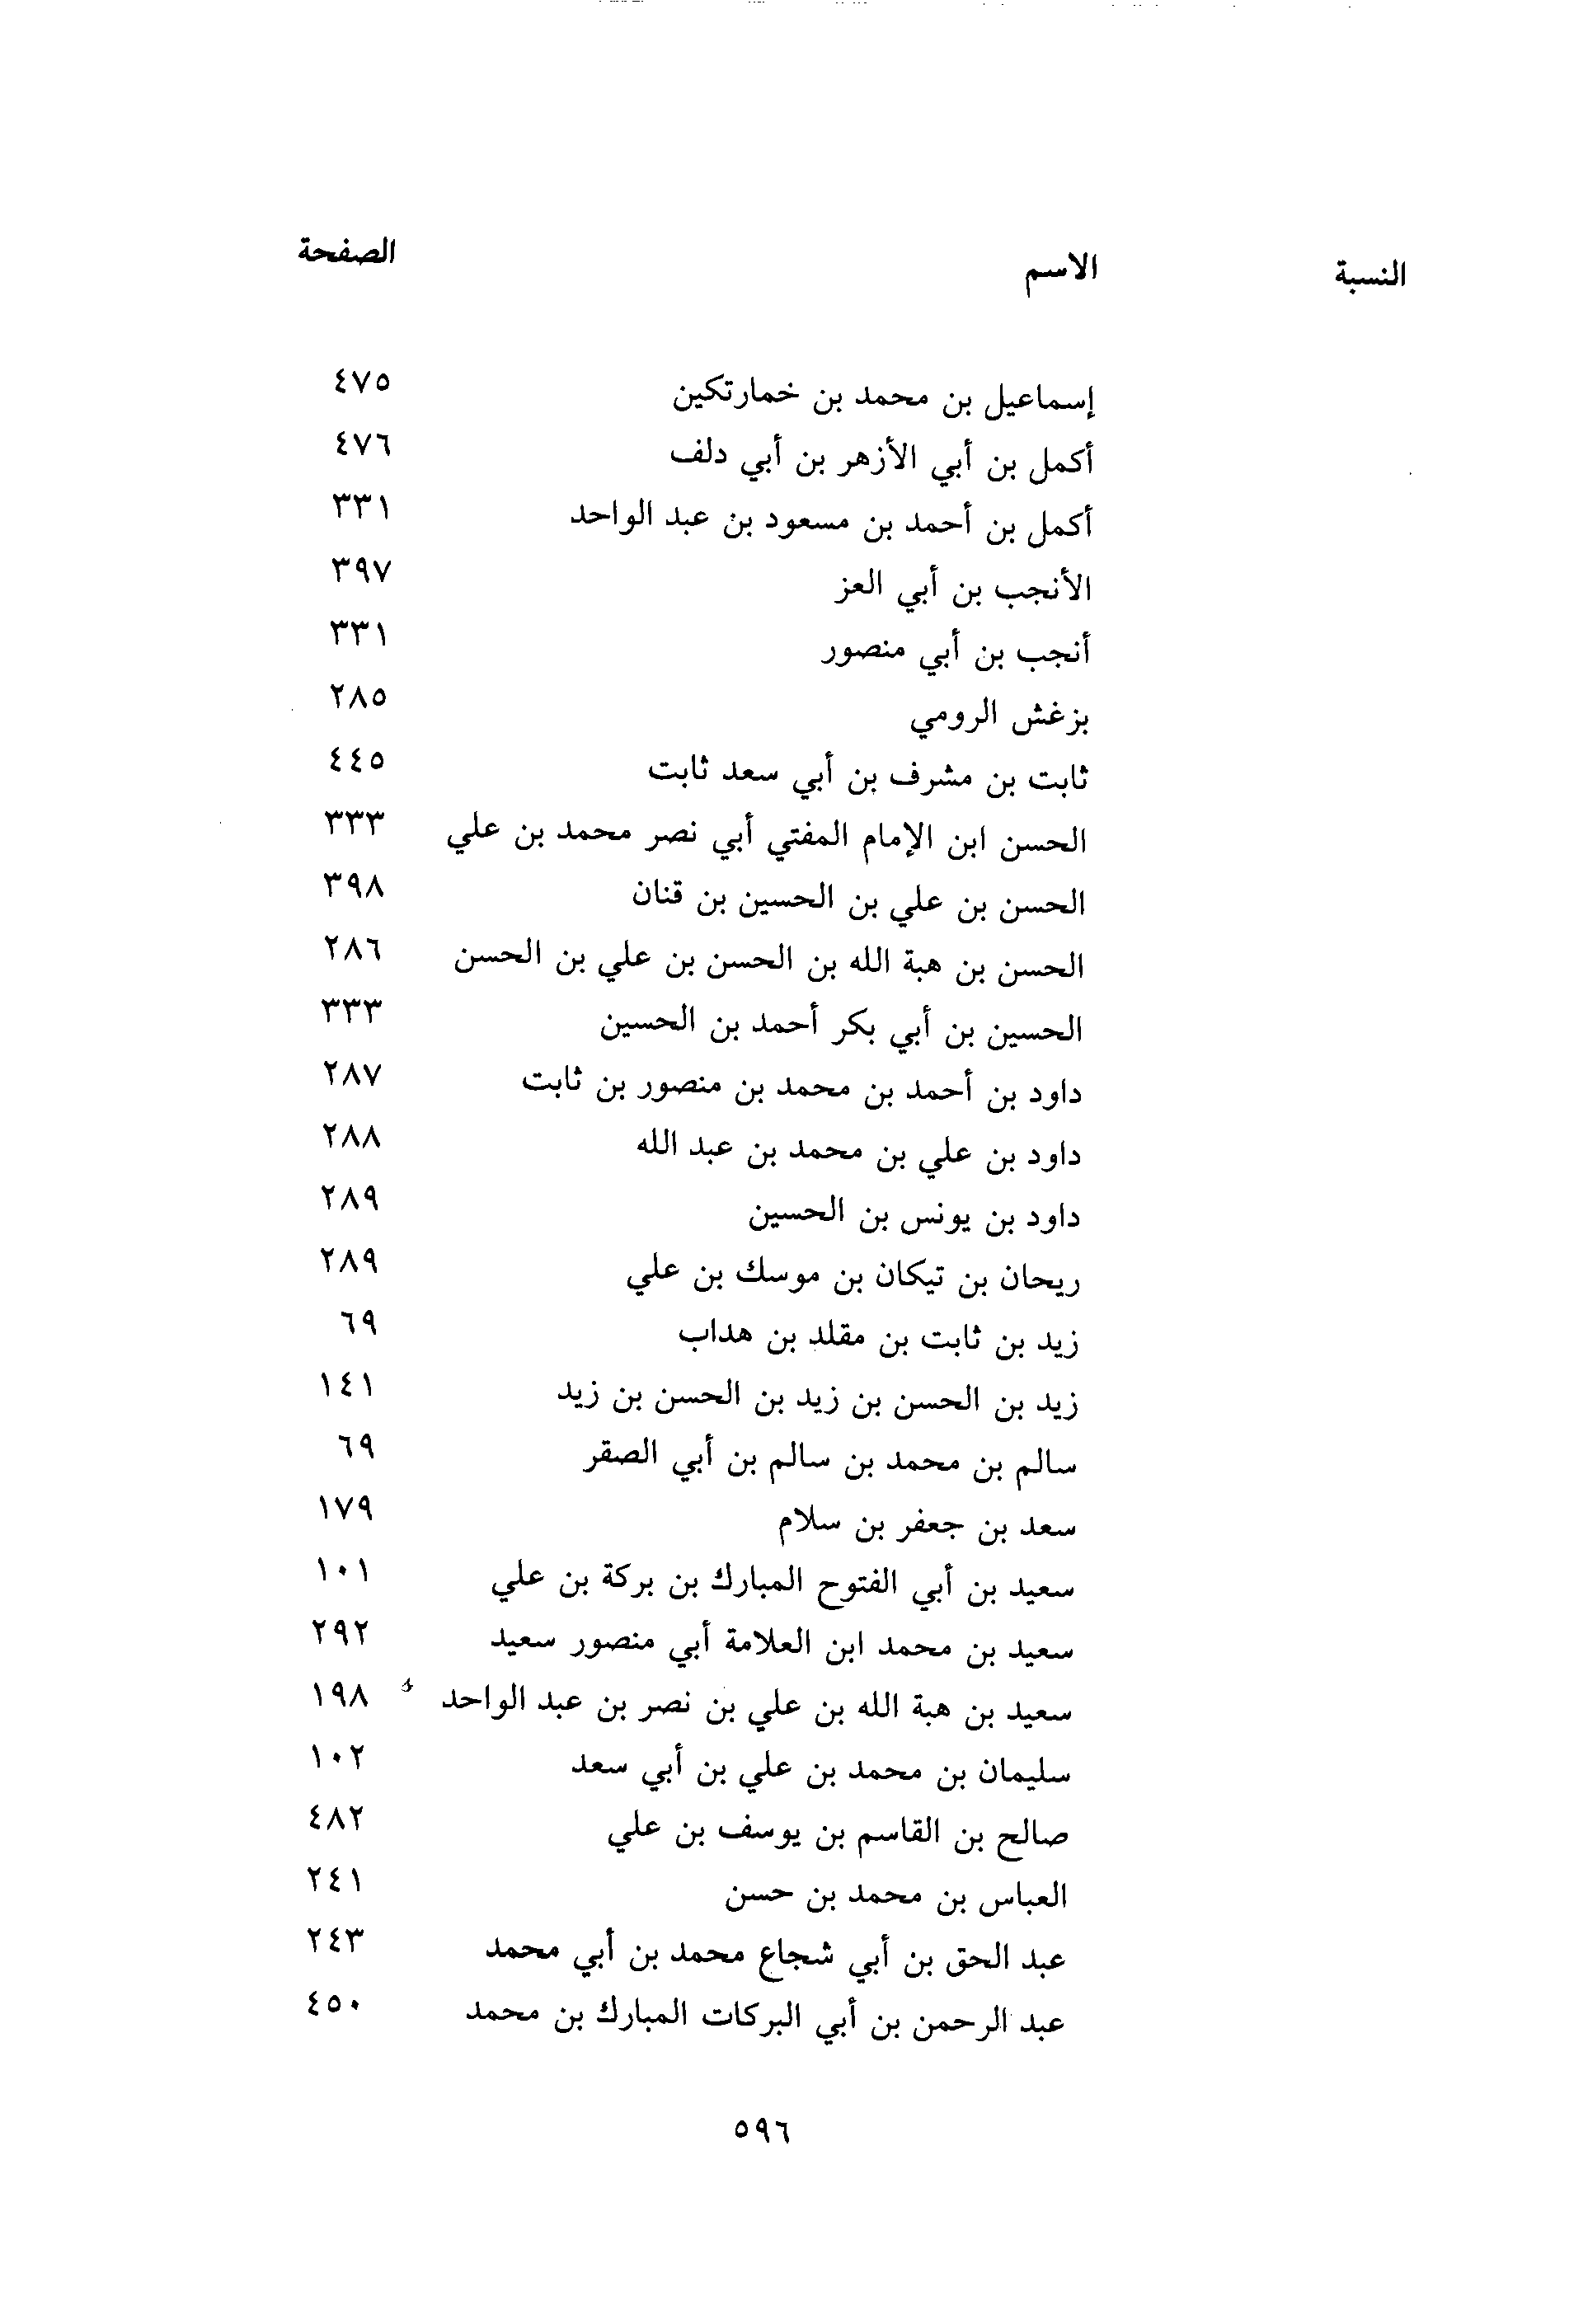 النسبة الاسم الصفحة
إسماعيل بن محمد بن خمارتكين ٤٧٥
أكمل بن أبي الأزهر بن أبي دلف ٤٧٦
أكمل بن أحمد بن مسعود بن عبد الواحد ٣٣١
الأنجب بن أبي العز ٣٩٧
أنجب بن أبي منصور ٣٣١
بزغش الرومي ٢٨٥
ثابت بن مشرف بن أبي سعد ثابت ٤٤٥
الحسن ابن الإمام المفتي أبي نصر محمد بن علي ٣٣٣
الحسن بن علي بن الحسين بن قنان ٣٩٨
الحسن بن هبة الله بن الحسن بن علي بن الحسن ٢٨٦
الحسين بن أبي بكر أحمد بن الحسين ٣٣٣
داود بن أحمد بن محمد بن منصور بن ثابت ٢٨٧
داود بن علي بن محمد بن عبد الله ٢٨٨
داود بن يونس بن الحسين ٢٨٩
ريحان بن تيكان بن موسك بن علي ٢٨٩
زيد بن ثابت بن مقلد بن هداب ٦٩
زيد بن الحسن بن زيد بن الحسن بن زيد ١٤١
سالم بن محمد بن سالم بن أبي الصقر ٦٩
سعد بن جعفر بن سلام ١٧٩
سعيد بن أبي الفتوح المبارك بن بركة بن علي ١٠١
سعيد بن محمد ابن العلامة أبي منصور سعيد ٢٩٢
سعيد بن هبة الله بن علي بن نصر بن عبد الواحد ١٩٨
سليمان بن محمد بن علي بن أبي سعد ١٠٢
صالح بن القاسم بن يوسف بن علي ٤٨٢
العباس بن محمد بن حسن ٢٤١
عبد الحق بن أبي شجاع محمد بن أبي محمد ٢٤٣
عبد الرحمن بن أبي البركات المبارك بن محمد ٤٥٠
٥٩٦